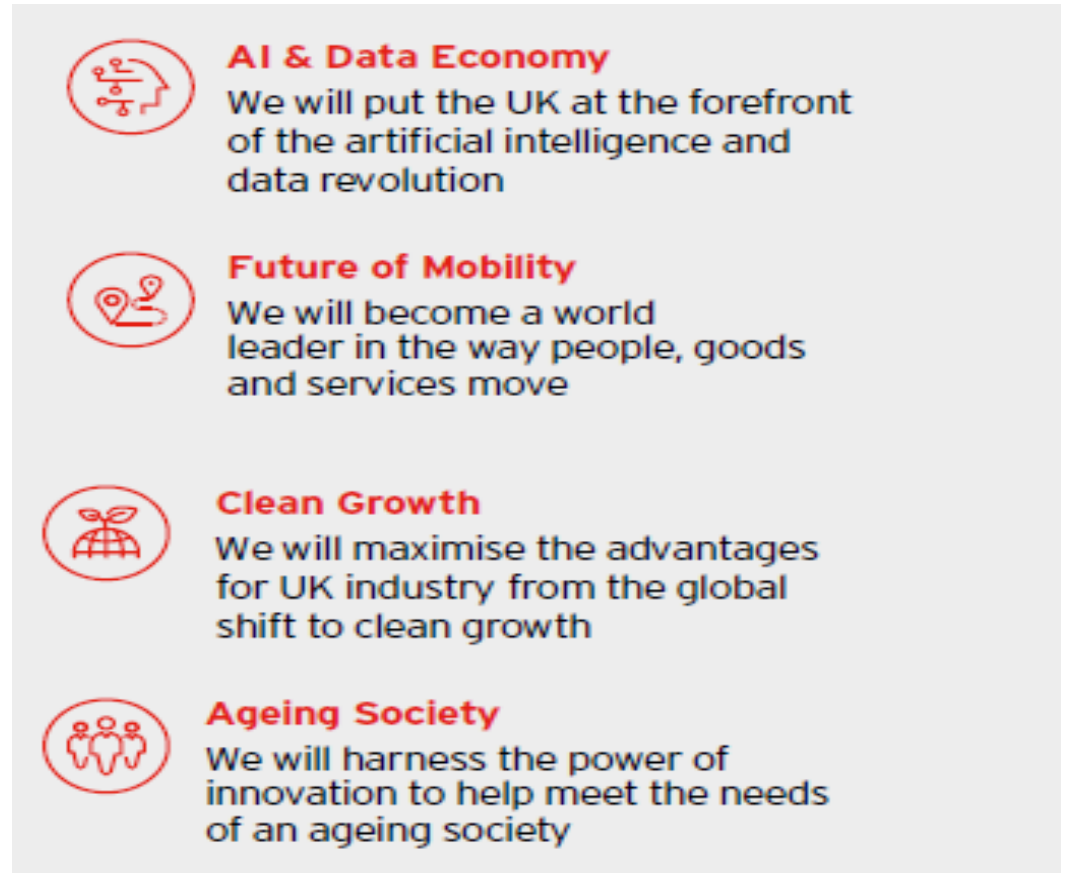 AI & Data Economy
We will put the UK at the forefront
of the artificial intelligence and
data revolution
Future of Mobility
We will become a world
leader in the way people, goods
and services move
Clean Growth
We will maximise the advantages
for UK industry from the global
shift to clean growth
Ageing Society
We will harness the power of
innovation to help meet the needs
of an ageing society